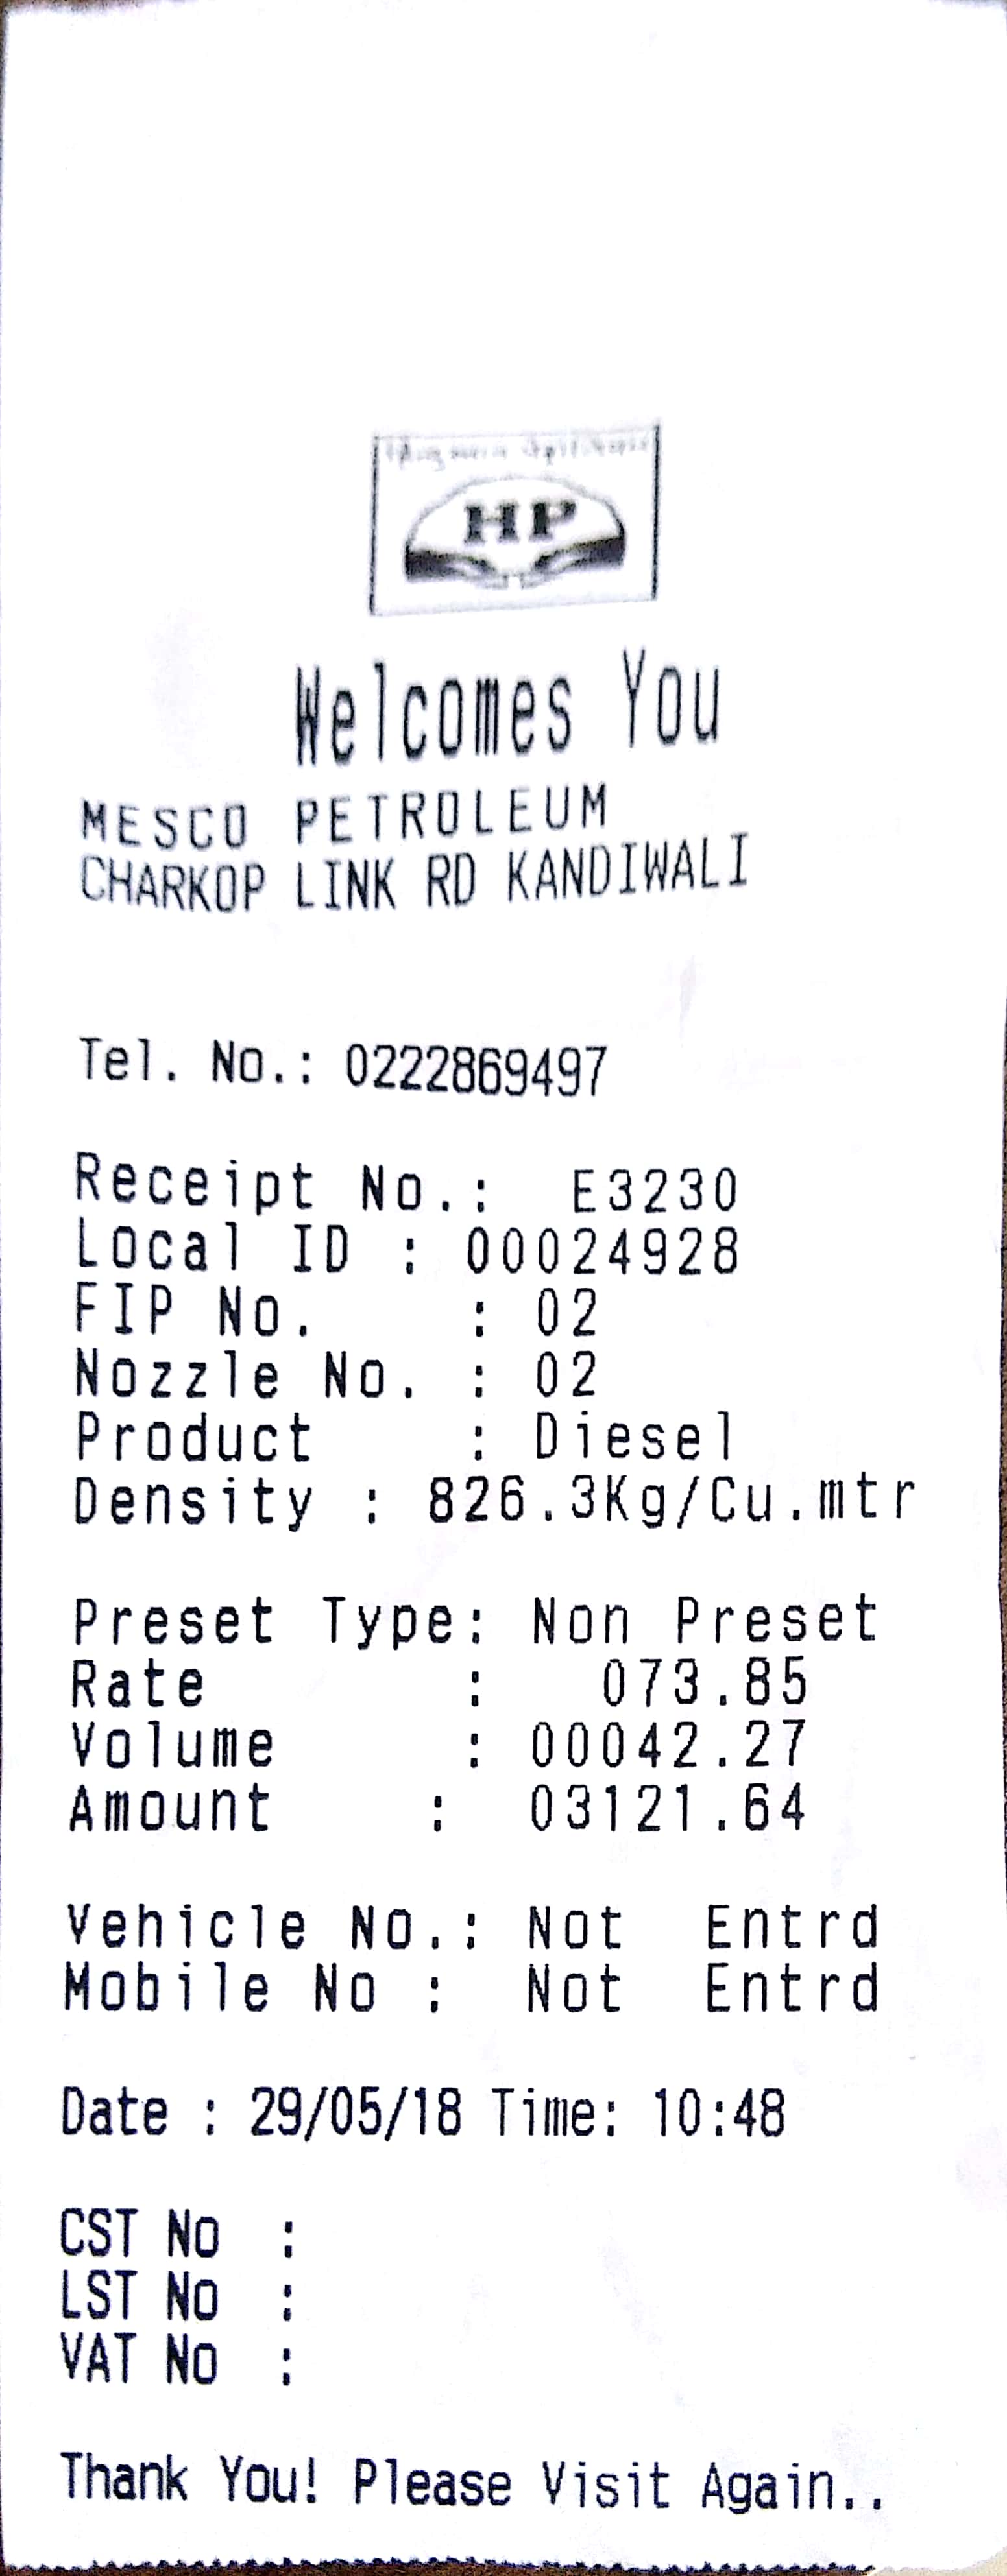 HP
Welcomes You
MESCO PETROLEUM
CHARKOP LINK RD KANDIWALI
Tel. No.: 0222869497
Receipt No.: E3230
Local ID : 00024928
FIP No. : 02
Nozzle No. : 02
Product : Diesel
Density : 826.3Kg/Cu.mtr
Preset Type: Non Preset
Rate : 073.85
Volume : 00042.27
Amount : 03121.64
Vehicle No.: Not Entrd
Mobile No : Not Entrd
Date : 29/05/18 Time: 10:48
CST No :
LST No :
VAT No :
Thank You! Please Visit Again..